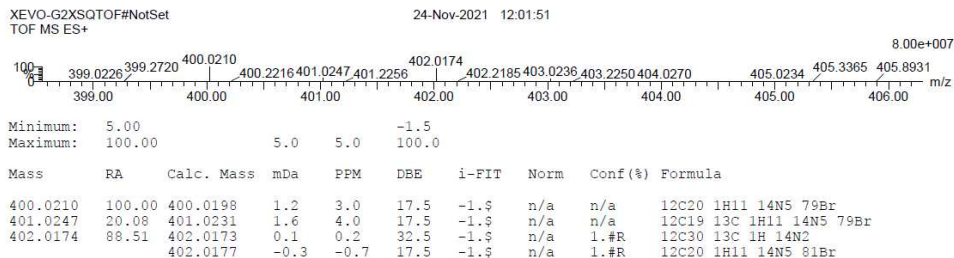 XEVO-G2XSQTOF#NotSet 24-Nov-2021 12:01:51
TOF MS ES+
8.00e+007
100
%
399.0226 399.2720 400.0210 400.2216 401.0247 401.2256 402.0174 402.2185 403.0236 403.2250 404.0270 405.0234 405.3365 405.8931
m/z
399.00 400.00 401.00 402.00 403.00 404.00 405.00 406.00
Minimum: 5.00 -1.5
Maximum: 100.00 5.0 5.0 100.0
Mass RA Calc. Mass mDa PPM DBE i-FIT Norm Conf(%) Formula
400.0210 100.00 400.0198 1.2 3.0 17.5 -1.$ n/a n/a 12C20 1H11 14N5 79Br
401.0247 20.08 401.0231 1.6 4.0 17.5 -1.$ n/a n/a 12C19 13C 1H11 14N5 79Br
402.0174 88.51 402.0173 0.1 0.2 32.5 -1.$ n/a 1.#R 12C30 13C 1H 14N2
402.0177 -0.3 -0.7 17.5 -1.$ n/a 1.#R 12C20 1H11 14N5 81Br